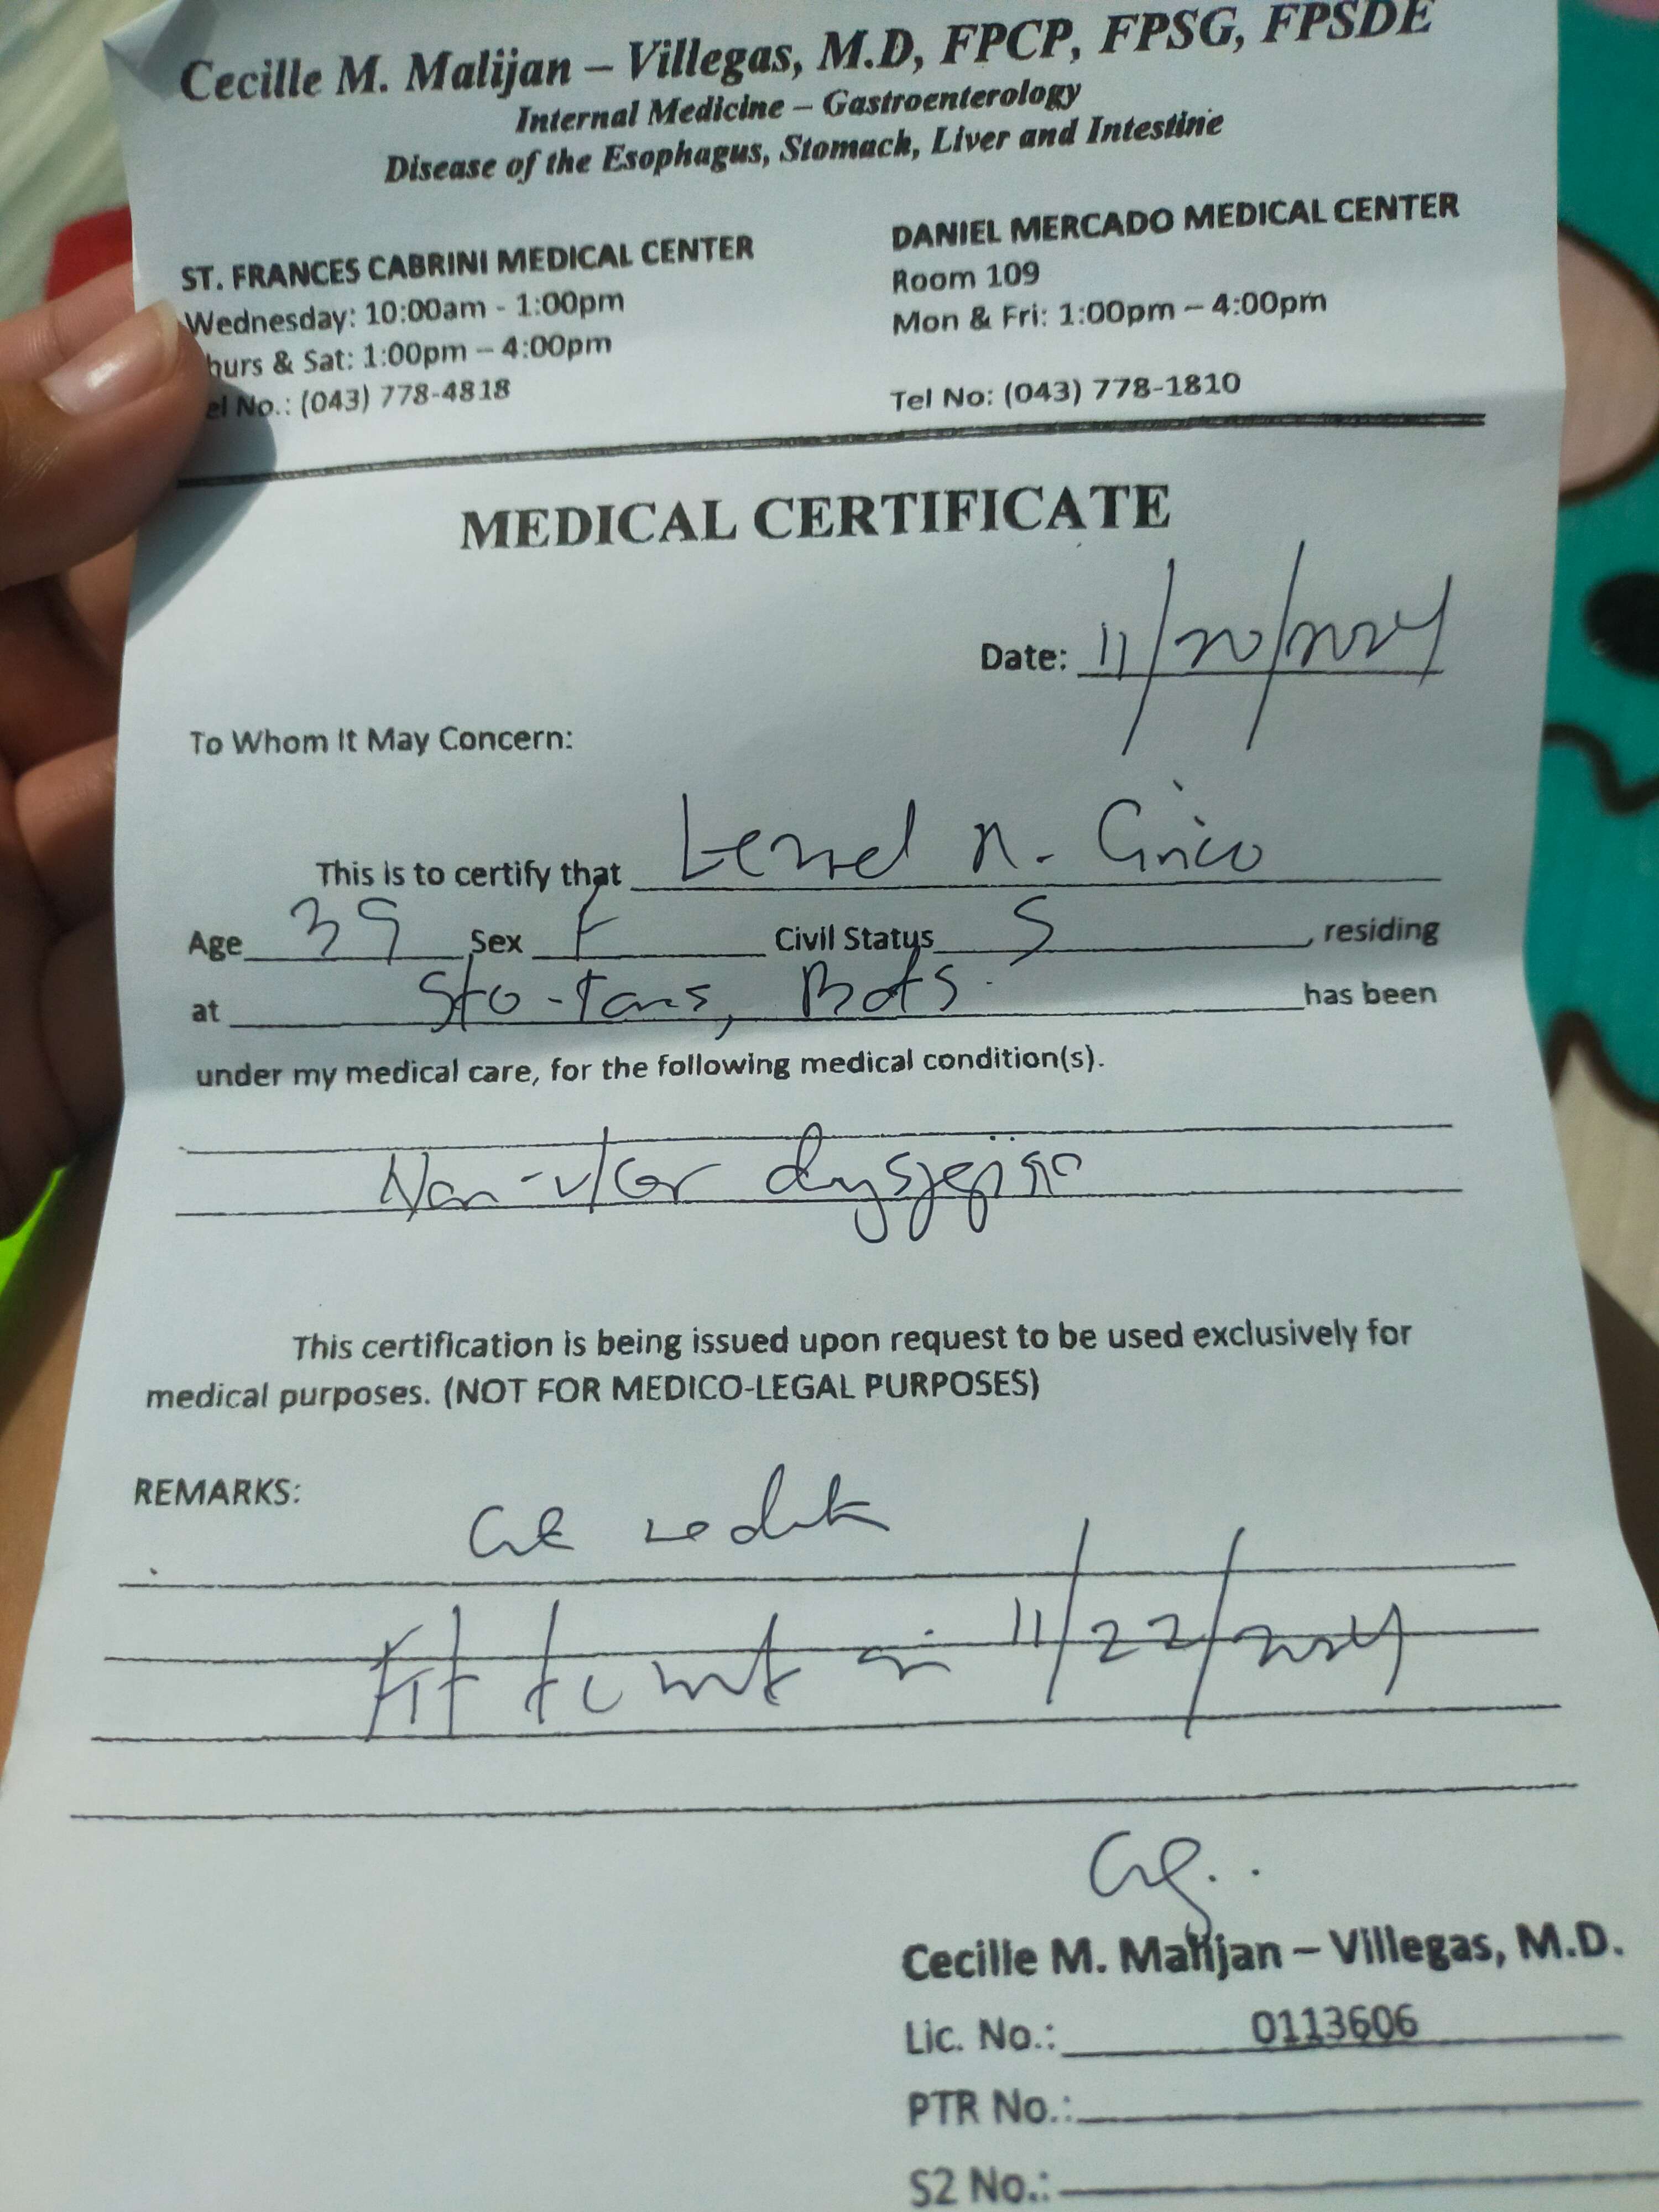 Cecille M. Malijan – Villegas, M.D, FPCP, FPSG, FPSDE
Internal Medicine – Gastroenterology
Disease of the Esophagus, Stomach, Liver and Intestine
ST. FRANCES CABRINI MEDICAL CENTER
Wednesday: 10:00am - 1:00pm
hurs & Sat: 1:00pm – 4:00pm
el No.: (043) 778-4818
DANIEL MERCADO MEDICAL CENTER
Room 109
Mon & Fri: 1:00pm – 4:00pm
Tel No: (043) 778-1810
MEDICAL CERTIFICATE
Date: 11/20/2024
To Whom It May Concern:
This is to certify that
Age 39 Sex F Civil Status S, residing
at Sto-Tomas, Bats. has been
under my medical care, for the following medical condition(s).
Non-ulcer dyspepsia
This certification is being issued upon request to be used exclusively for
medical purposes. (NOT FOR MEDICO-LEGAL PURPOSES)
REMARKS:
Fit to work on 11/22/2024
Cecille M. Malijan – Villegas, M.D.
Lic. No.: 0113606
PTR No.:
S2 No.: